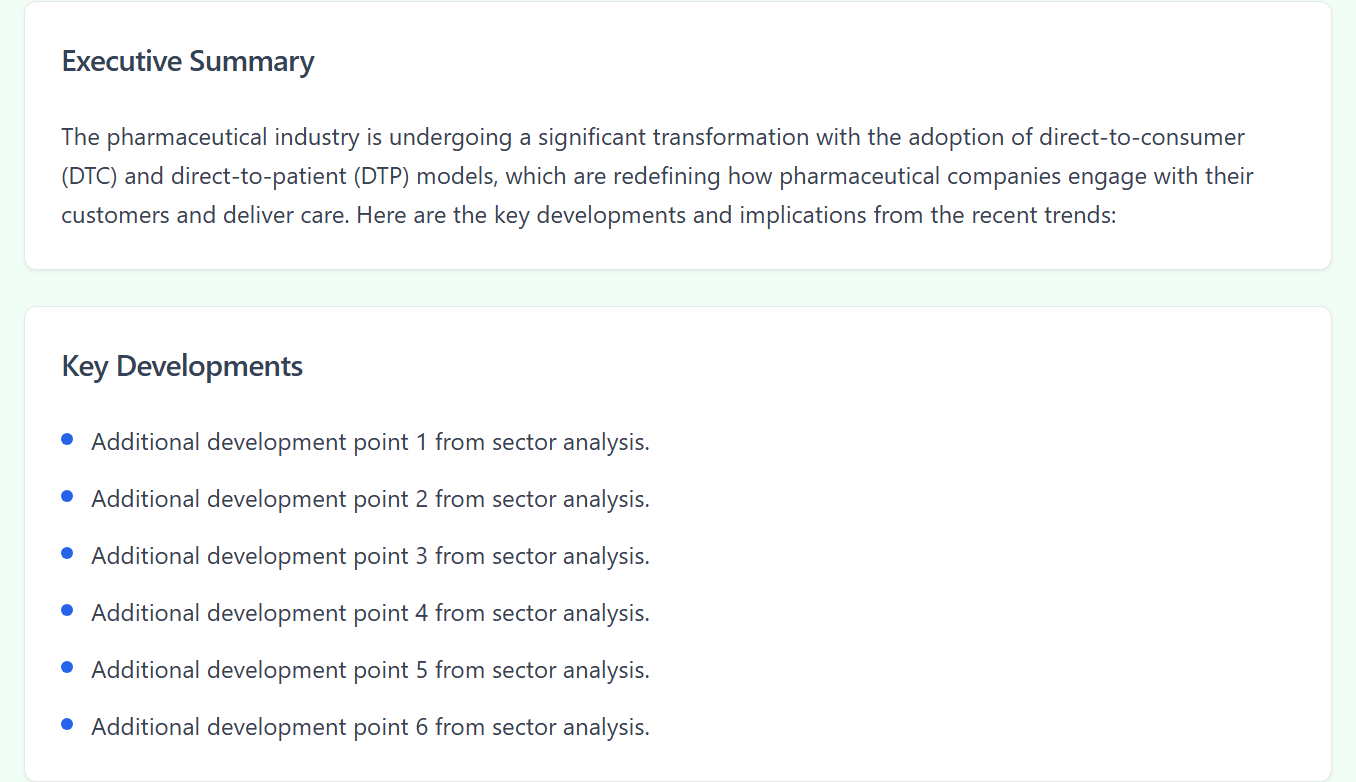 Executive Summary
The pharmaceutical industry is undergoing a significant transformation with the adoption of direct-to-consumer
(DTC) and direct-to-patient (DTP) models, which are redefining how pharmaceutical companies engage with their
customers and deliver care. Here are the key developments and implications from the recent trends:
Key Developments
Additional development point 1 from sector analysis.
Additional development point 2 from sector analysis.
Additional development point 3 from sector analysis.
Additional development point 4 from sector analysis.
Additional development point 5 from sector analysis.
Additional development point 6 from sector analysis.